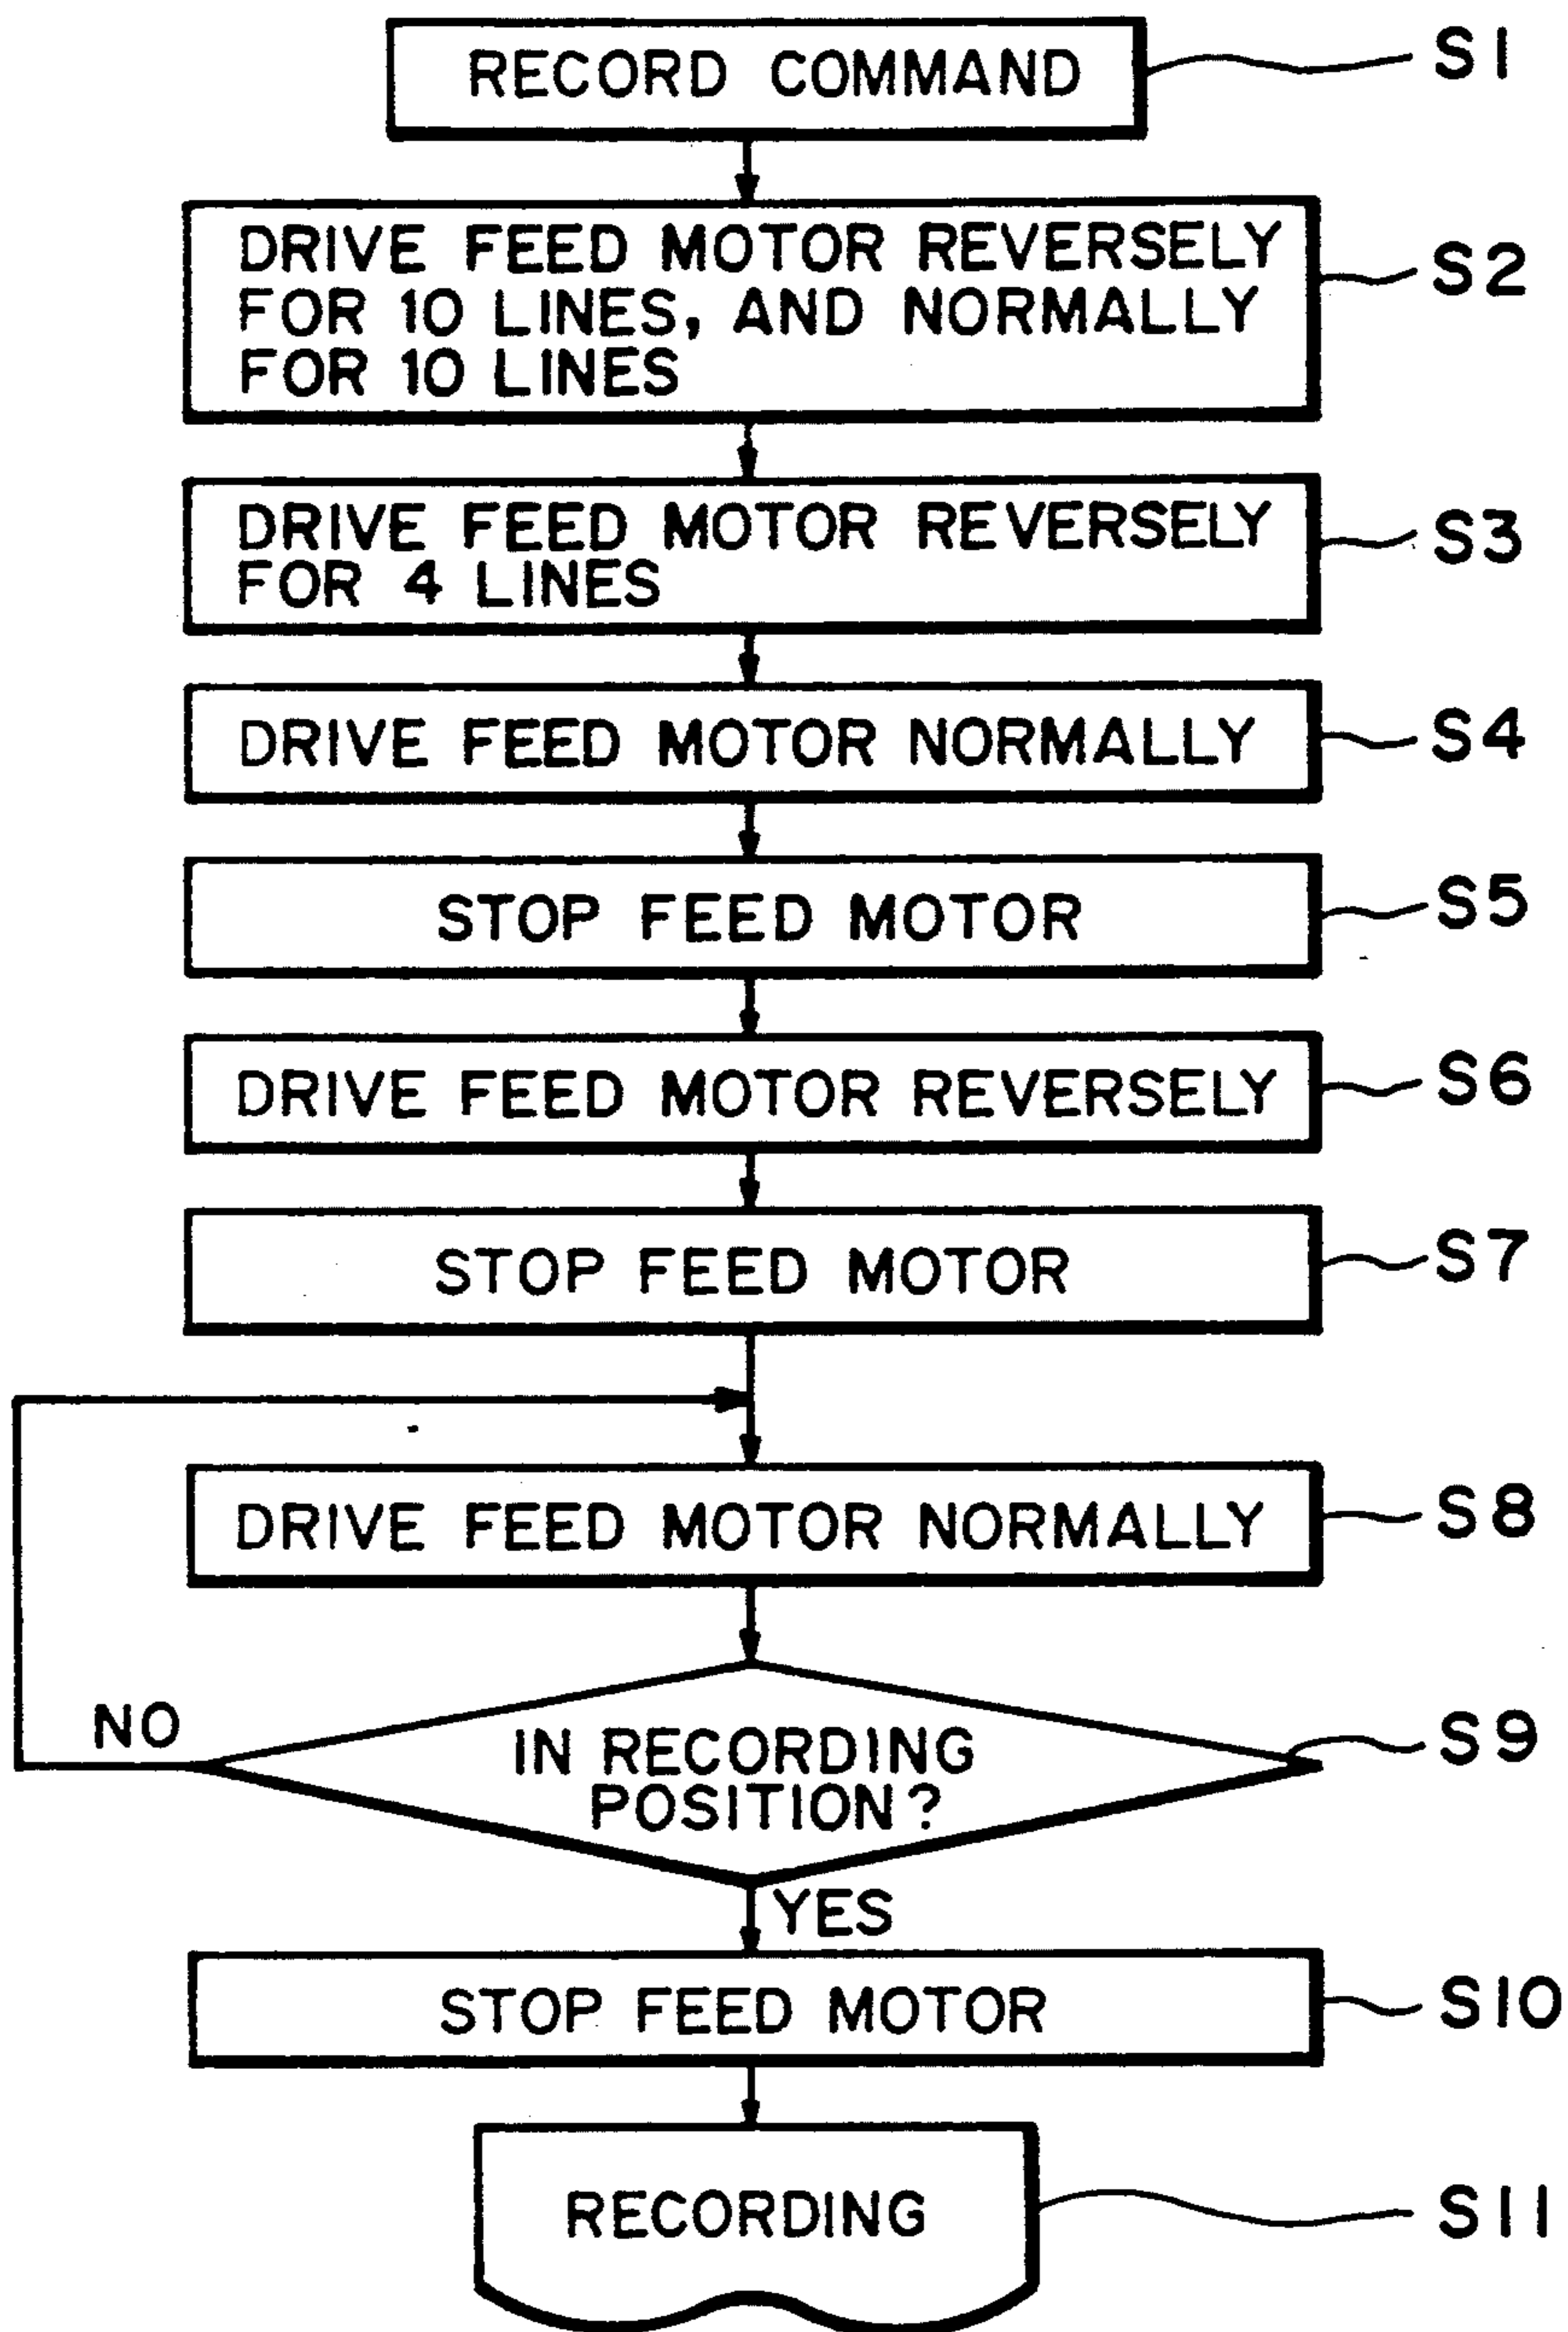 RECORD COMMAND
S1
DRIVE FEED MOTOR REVERSELY
FOR 10 LINES, AND NORMALLY
FOR 10 LINES
S2
DRIVE FEED MOTOR REVERSELY
FOR 4 LINES
S3
DRIVE FEED MOTOR NORMALLY
S4
STOP FEED MOTOR
S5
DRIVE FEED MOTOR REVERSELY
S6
STOP FEED MOTOR
S7
DRIVE FEED MOTOR NORMALLY
S8
NO
IN RECORDING
POSITION?
S9
YES
STOP FEED MOTOR
S10
RECORDING
S11